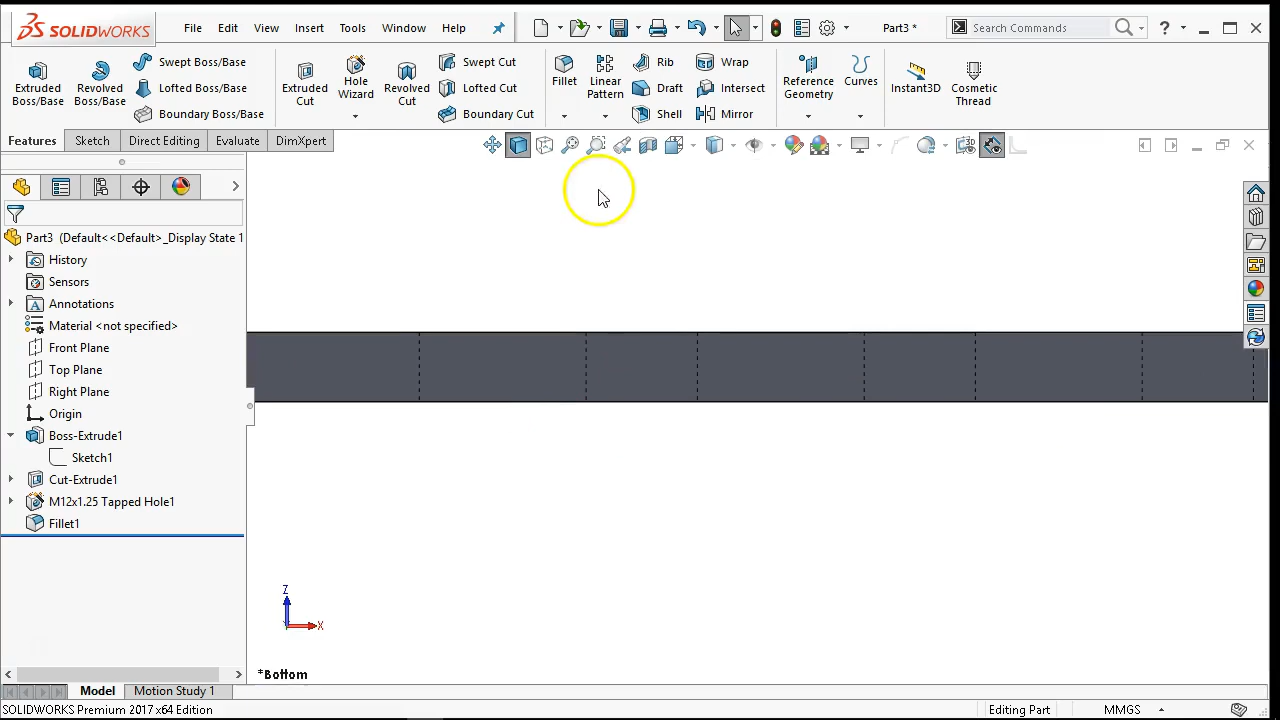 SOLIDWORKS
File Edit View Insert Tools Window Help
Part3 *
Search Commands
?
Extruded Boss/Base
Revolved Boss/Base
Swept Boss/Base
Lofted Boss/Base
Boundary Boss/Base
Extruded Cut
Hole Wizard
Revolved Cut
Swept Cut
Lofted Cut
Boundary Cut
Fillet
Linear Pattern
Rib
Draft
Shell
Wrap
Intersect
Mirror
Reference Geometry
Curves
Instant3D
Cosmetic Thread
Features Sketch Direct Editing Evaluate DimXpert
Part3 (Default<<Default>_Display State 1
History
Sensors
Annotations
Material <not specified>
Front Plane
Top Plane
Right Plane
Origin
Boss-Extrude1
Sketch1
Cut-Extrude1
M12x1.25 Tapped Hole1
Fillet1
Z
X
*Bottom
Model Motion Study 1
SOLIDWORKS Premium 2017 x64 Edition Editing Part MMGS